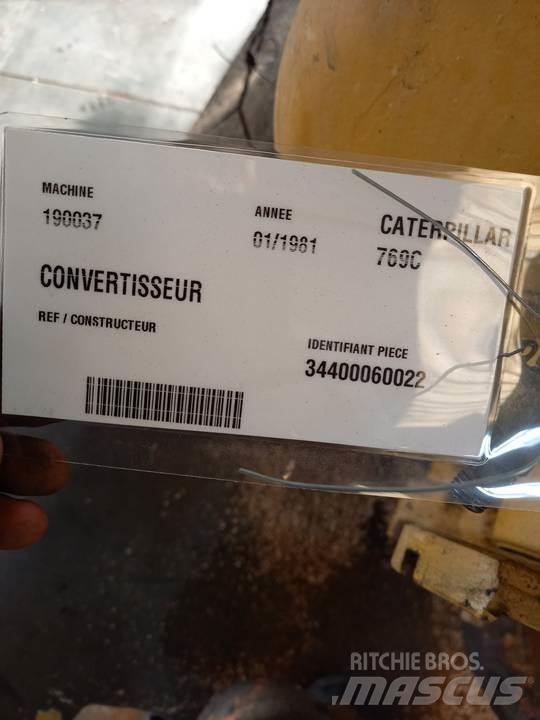 MACHINE
190037
ANNEE
01/1981
CATERPILLAR
769C
CONVERTISSEUR
REF / CONSTRUCTEUR
IDENTIFIANT PIECE
34400060022
RITCHIE BROS.
MASCUS